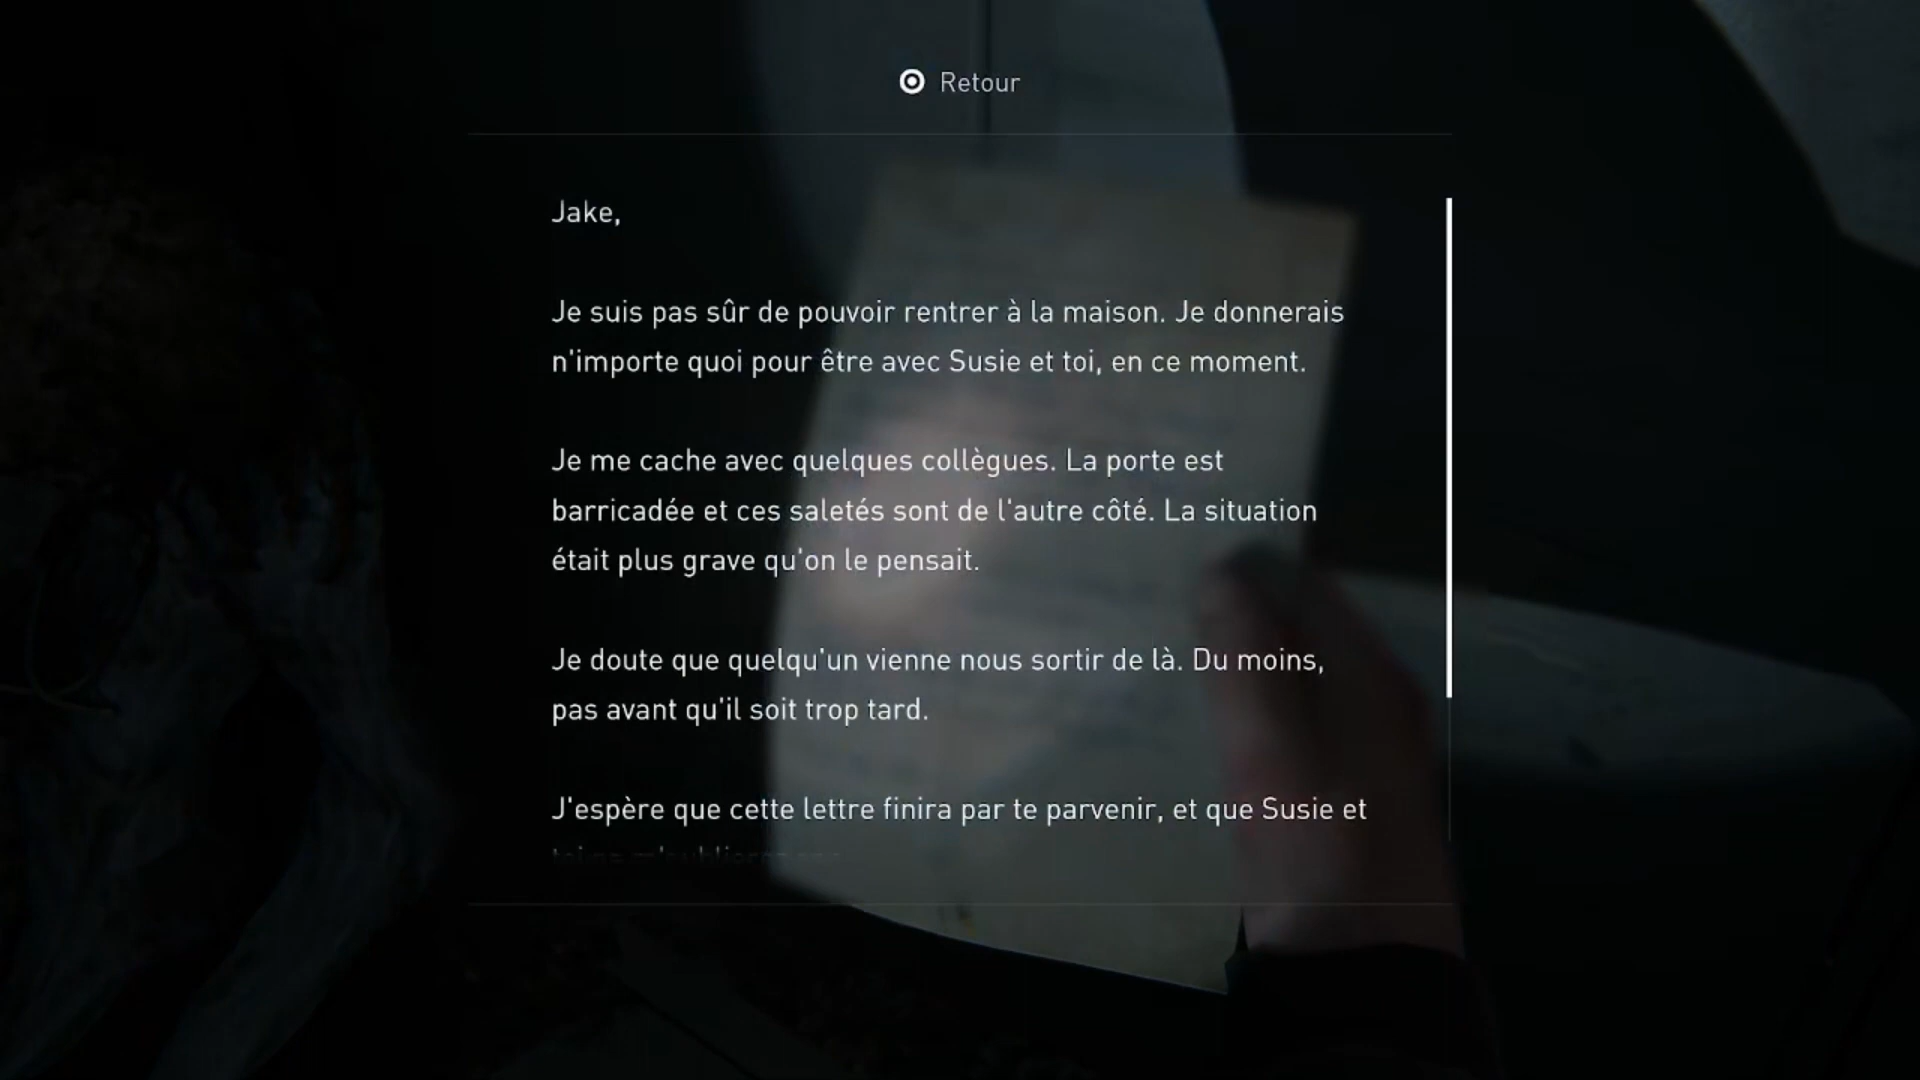 Retour
Jake,
Je suis pas sûr de pouvoir rentrer à la maison. Je donnerais
n'importe quoi pour être avec Susie et toi, en ce moment.
Je me cache avec quelques collègues. La porte est
barricadée et ces saletés sont de l'autre côté. La situation
était plus grave qu'on le pensait.
Je doute que quelqu'un vienne nous sortir de là. Du moins,
pas avant qu'il soit trop tard.
J'espère que cette lettre finira par te parvenir, et que Susie et